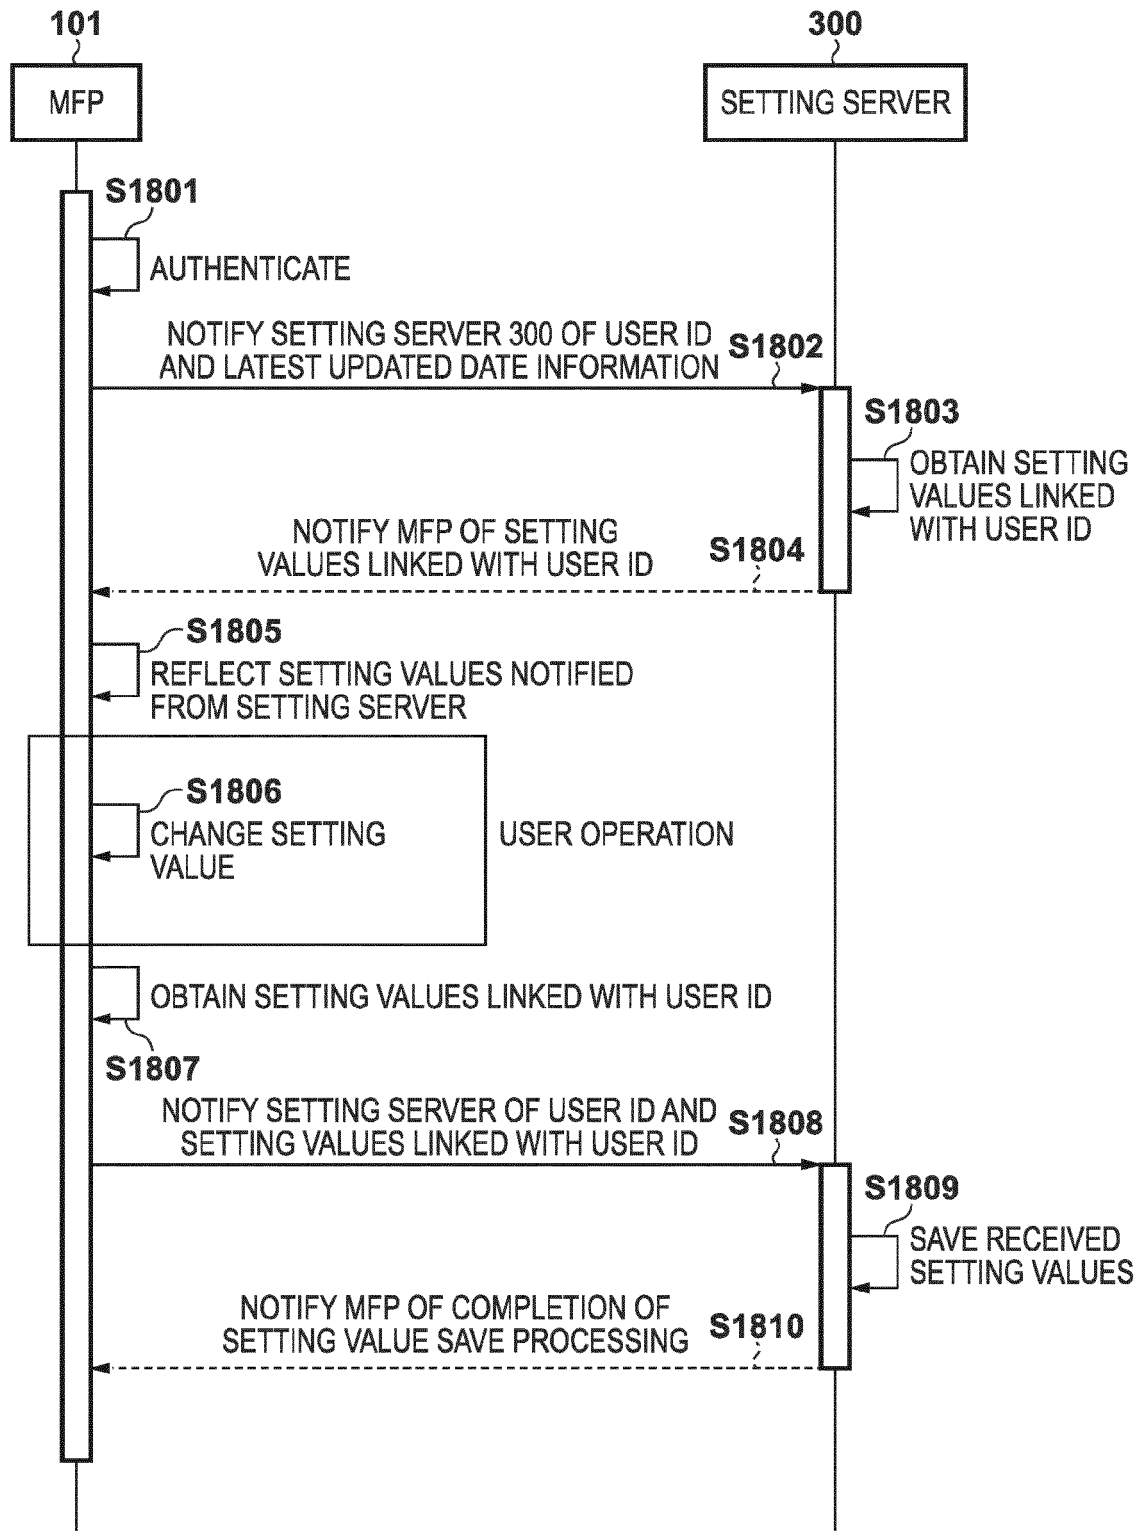 101
300
MFP
SETTING SERVER
S1801
AUTHENTICATE
NOTIFY SETTING SERVER 300 OF USER ID
AND LATEST UPDATED DATE INFORMATION
S1802
S1803
OBTAIN SETTING
VALUES LINKED
WITH USER ID
NOTIFY MFP OF SETTING
VALUES LINKED WITH USER ID
S1804
S1805
REFLECT SETTING VALUES NOTIFIED
FROM SETTING SERVER
S1806
CHANGE SETTING
VALUE
USER OPERATION
OBTAIN SETTING VALUES LINKED WITH USER ID
S1807
NOTIFY SETTING SERVER OF USER ID AND
SETTING VALUES LINKED WITH USER ID
S1808
S1809
SAVE RECEIVED
SETTING VALUES
NOTIFY MFP OF COMPLETION OF
SETTING VALUE SAVE PROCESSING
S1810